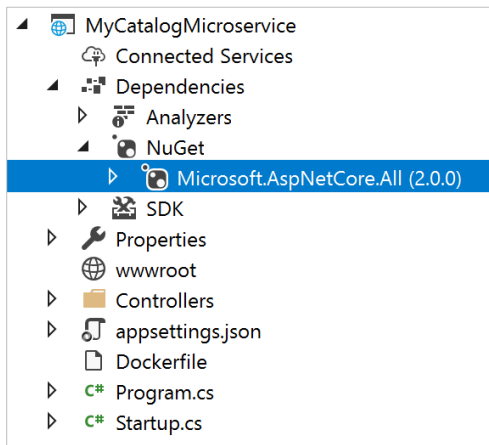 MyCatalogMicroservice
Connected Services
Dependencies
Analyzers
NuGet
Microsoft.AspNetCore.All (2.0.0)
SDK
Properties
wwwroot
Controllers
appsettings.json
Dockerfile
C# Program.cs
C# Startup.cs